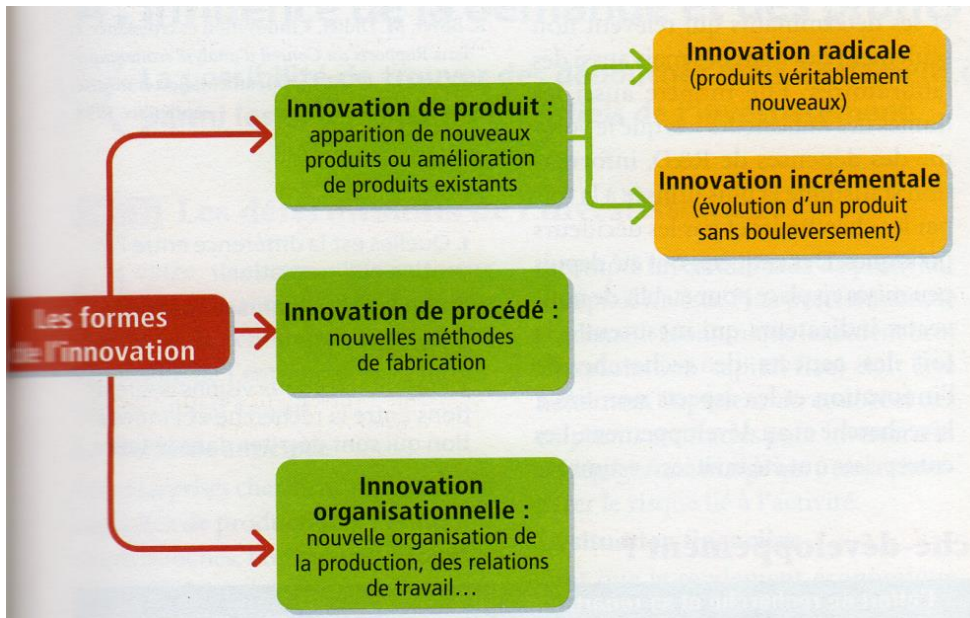 Les formes
de l'innovation
Innovation de produit :
apparition de nouveaux
produits ou amélioration
de produits existants
Innovation radicale
(produits véritablement
nouveaux)
Innovation incrémentale
(évolution d'un produit
sans bouleversement)
Innovation de procédé :
nouvelles méthodes
de fabrication
Innovation
organisationnelle :
nouvelle organisation de
la production, des relations
de travail…